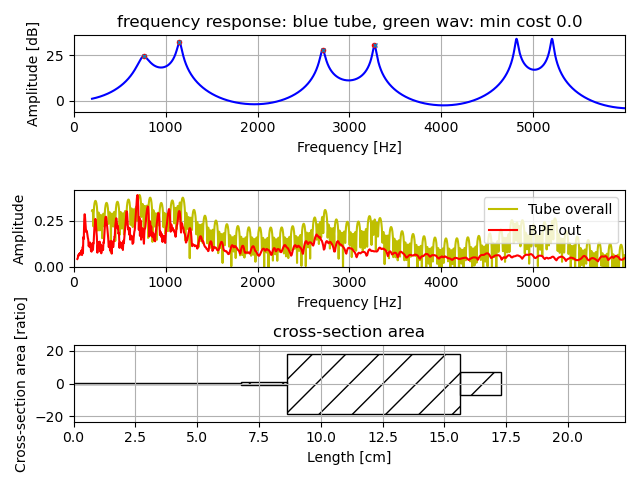 frequency response: blue tube, green wav: min cost 0.0
Amplitude [dB]
25
0
0 1000 2000 3000 4000 5000
Frequency [Hz]
Amplitude
0.25
0.00
Tube overall
BPF out
0 1000 2000 3000 4000 5000
Frequency [Hz]
cross-section area
Cross-section area [ratio]
20
0
−20
0.0 2.5 5.0 7.5 10.0 12.5 15.0 17.5 20.0
Length [cm]